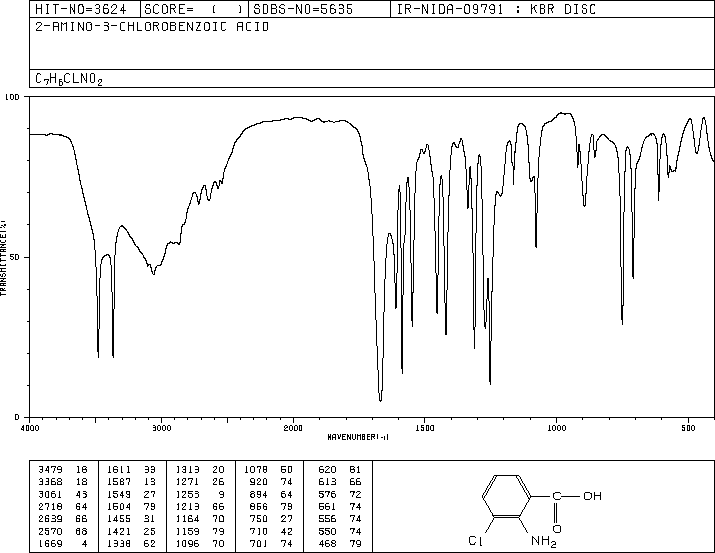 HIT-NO=3624 SCORE= ( ) SDBS-NO=5635 IR-NIDA-09791 : KBR DISC
2-AMINO-3-CHLOROBENZOIC ACID
C7H6CLNO2
100
50
0
TRANSMITTANCE(%)
4000 3000 2000 1500 1000 500
WAVENUMBER(-1)
3479 18 1611 33 1313 20 1078 50 620 81
3368 18 1587 13 1271 26 920 74 613 66
3061 43 1549 27 1253 9 894 64 576 72
2718 64 1504 79 1213 66 856 79 561 74
2639 66 1455 31 1164 70 750 27 556 74
2570 68 1421 25 1159 79 710 42 550 74
1669 4 1338 62 1096 70 701 74 468 79
C OH
O
NH2
Cl